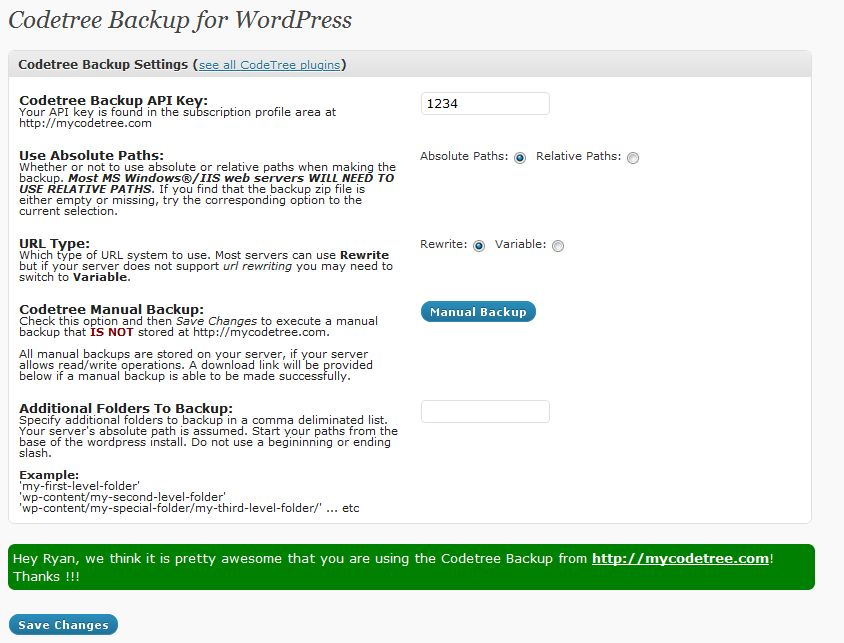 Codetree Backup for WordPress
Codetree Backup Settings (see all CodeTree plugins)
Codetree Backup API Key:
Your API key is found in the subscription profile area at
http://mycodetree.com
1234
Use Absolute Paths:
Whether or not to use absolute or relative paths when making the
backup. Most MS Windows®/IIS web servers WILL NEED TO
USE RELATIVE PATHS. If you find that the backup zip file is
either empty or missing, try the corresponding option to the
current selection.
Absolute Paths: Relative Paths:
URL Type:
Which type of URL system to use. Most servers can use Rewrite
but if your server does not support url rewriting you may need to
switch to Variable.
Rewrite: Variable:
Codetree Manual Backup:
Check this option and then Save Changes to execute a manual
backup that IS NOT stored at http://mycodetree.com.
All manual backups are stored on your server, if your server
allows read/write operations. A download link will be provided
below if a manual backup is able to be made successfully.
Manual Backup
Additional Folders To Backup:
Specify additional folders to backup in a comma deliminated list.
Your server's absolute path is assumed. Start your paths from the
base of the wordpress install. Do not use a begininning or ending
slash.
Example:
'my-first-level-folder'
'wp-content/my-second-level-folder'
'wp-content/my-special-folder/my-third-level-folder/' ... etc
Hey Ryan, we think it is pretty awesome that you are using the Codetree Backup from http://mycodetree.com!
Thanks !!!
Save Changes